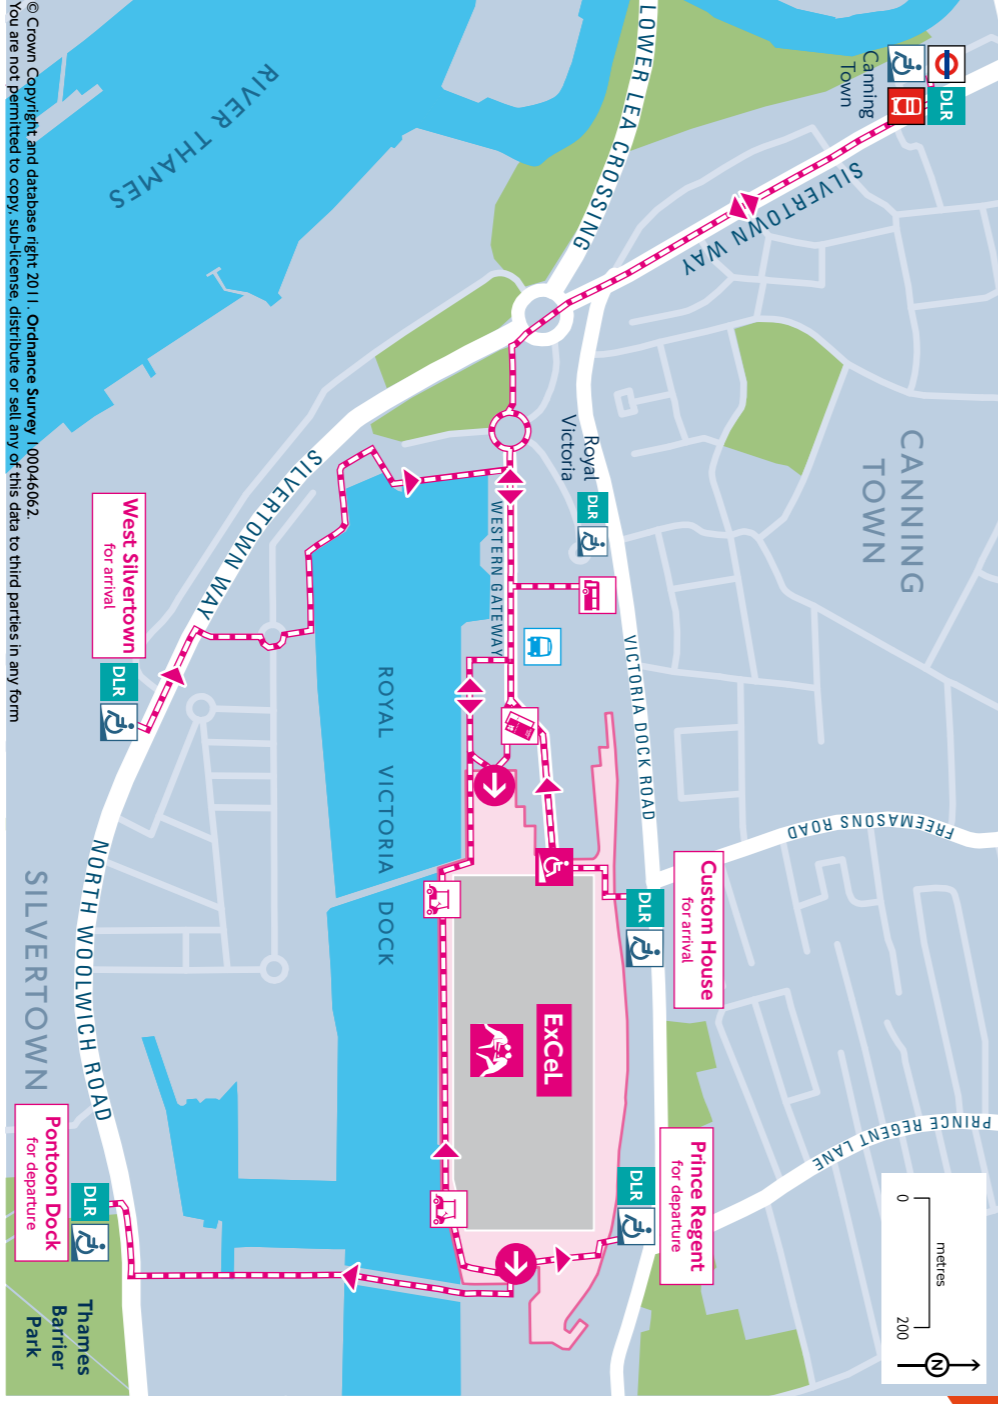 Canning
Town
DLR
SILVERTOWN WAY
LOWER LEA CROSSING
RIVER THAMES
CANNING
TOWN
Royal
Victoria
DLR
WESTERN GATEWAY
VICTORIA DOCK ROAD
FREEMASONS ROAD
PRINCE REGENT LANE
Custom House
for arrival
DLR
Prince Regent
for departure
DLR
ExCeL
ROYAL VICTORIA DOCK
SILVERTOWN WAY
West Silvertown
for arrival
DLR
NORTH WOOLWICH ROAD
SILVERTOWN
Pontoon Dock
for departure
DLR
Thames
Barrier
Park
0
metres
200
N
© Crown Copyright and database right 2011. Ordnance Survey 100046062.
You are not permitted to copy, sub-license, distribute or sell any of this data to third parties in any form